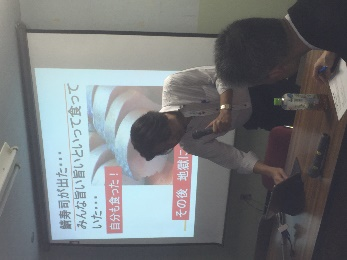 鯖寿司が出た・・・
みんな旨い旨いといって食って
いた・・・
自分も食った！
その後　地獄に